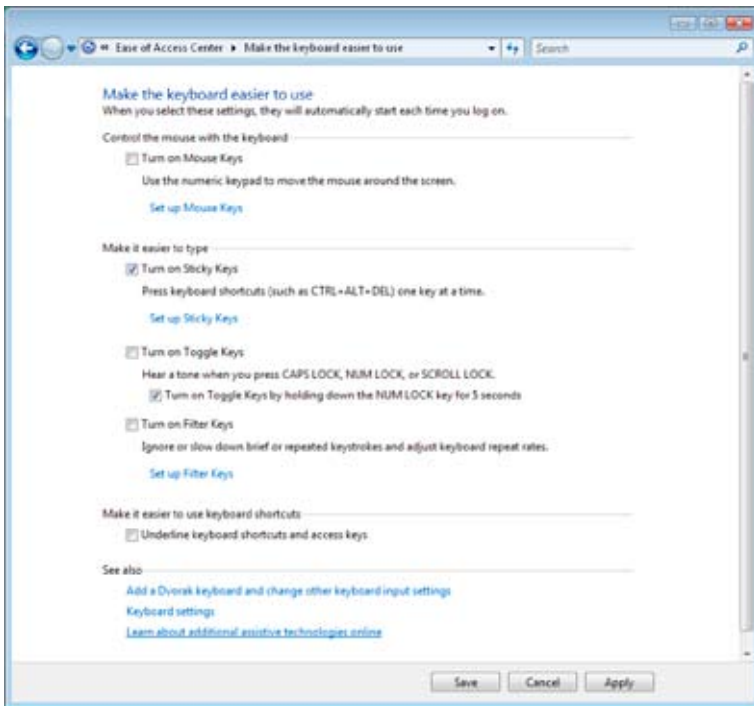 Ease of Access Center ▸ Make the keyboard easier to use
Search
Make the keyboard easier to use
When you select these settings, they will automatically start each time you log on.
Control the mouse with the keyboard
Turn on Mouse Keys
Use the numeric keypad to move the mouse around the screen.
Set up Mouse Keys
Make it easier to type
Turn on Sticky Keys
Press keyboard shortcuts (such as CTRL+ALT+DEL) one key at a time.
Set up Sticky Keys
Turn on Toggle Keys
Hear a tone when you press CAPS LOCK, NUM LOCK, or SCROLL LOCK.
Turn on Toggle Keys by holding down the NUM LOCK key for 5 seconds
Turn on Filter Keys
Ignore or slow down brief or repeated keystrokes and adjust keyboard repeat rates.
Set up Filter Keys
Make it easier to use keyboard shortcuts
Underline keyboard shortcuts and access keys
See also
Add a Dvorak keyboard and change other keyboard input settings
Keyboard settings
Learn about additional assistive technologies online
Save Cancel Apply